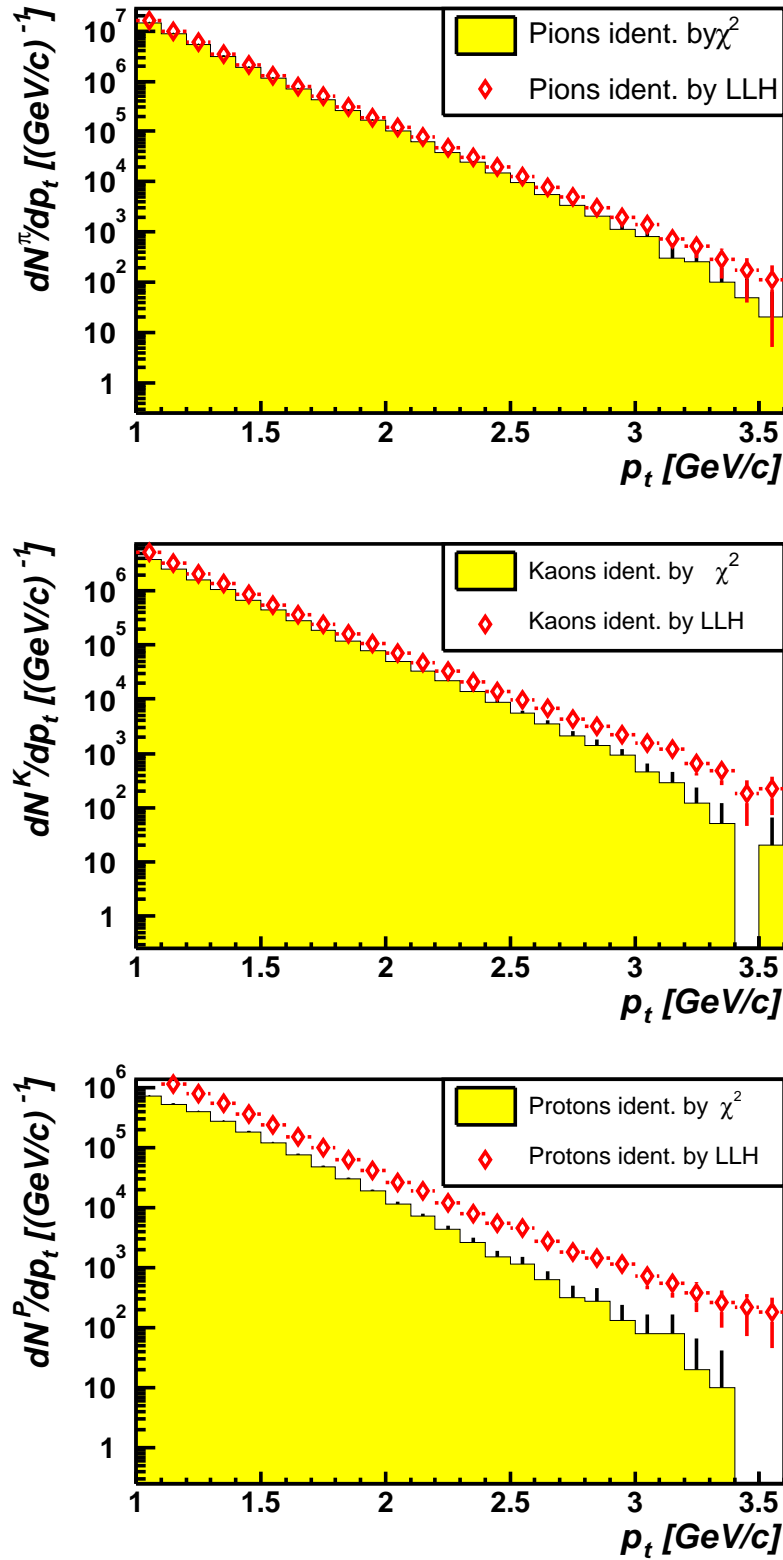 dN^π/dp_t [(GeV/c)^-1]
10^7
10^6
10^5
10^4
10^3
10^2
10
1
Pions ident. byχ²
Pions ident. by LLH
1 1.5 2 2.5 3 3.5
p_t [GeV/c]
dN^K/dp_t [(GeV/c)^-1]
10^6
10^5
10^4
10^3
10^2
10
1
Kaons ident. by χ²
Kaons ident. by LLH
1 1.5 2 2.5 3 3.5
p_t [GeV/c]
dN^P/dp_t [(GeV/c)^-1]
10^6
10^5
10^4
10^3
10^2
10
1
Protons ident. by χ²
Protons ident. by LLH
1 1.5 2 2.5 3 3.5
p_t [GeV/c]